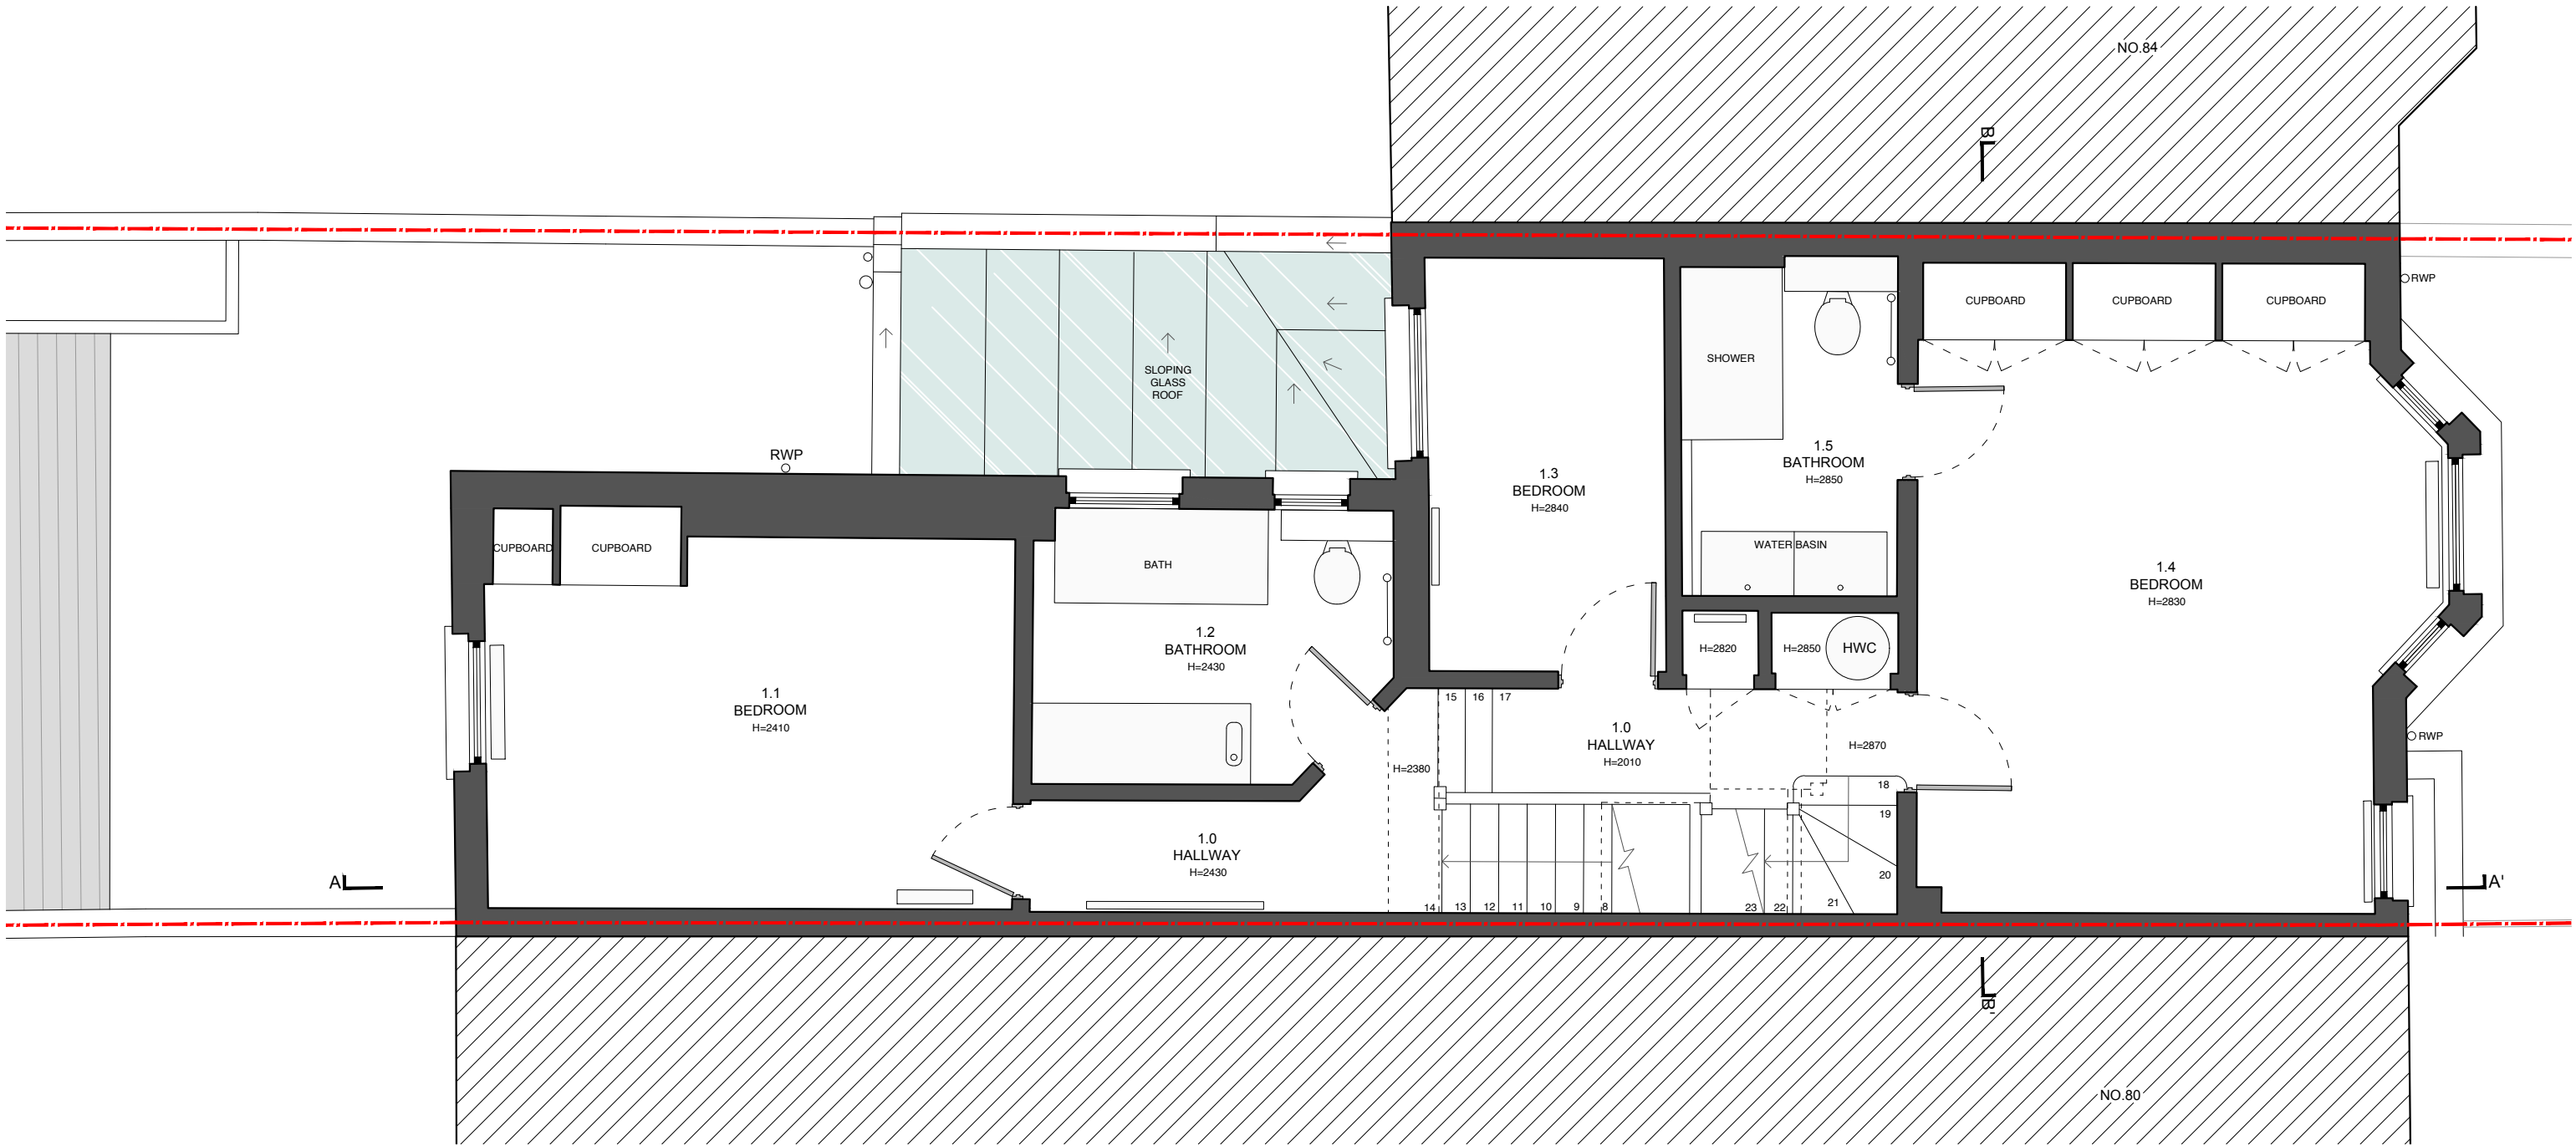 NO.84
B
RWP
CUPBOARD
CUPBOARD
CUPBOARD
SHOWER
SLOPING
GLASS
ROOF
1.5
BATHROOM
H=2850
RWP
1.3
BEDROOM
H=2840
CUPBOARD
CUPBOARD
WATER BASIN
BATH
1.4
BEDROOM
H=2830
1.2
BATHROOM
H=2430
H=2820
H=2850
HWC
1.1
BEDROOM
H=2410
15
16
17
1.0
HALLWAY
H=2010
H=2870
RWP
H=2380
18
19
1.0
HALLWAY
H=2430
20
A
A'
14
13
12
11
10
9
8
23
22
21
B'
NO.80